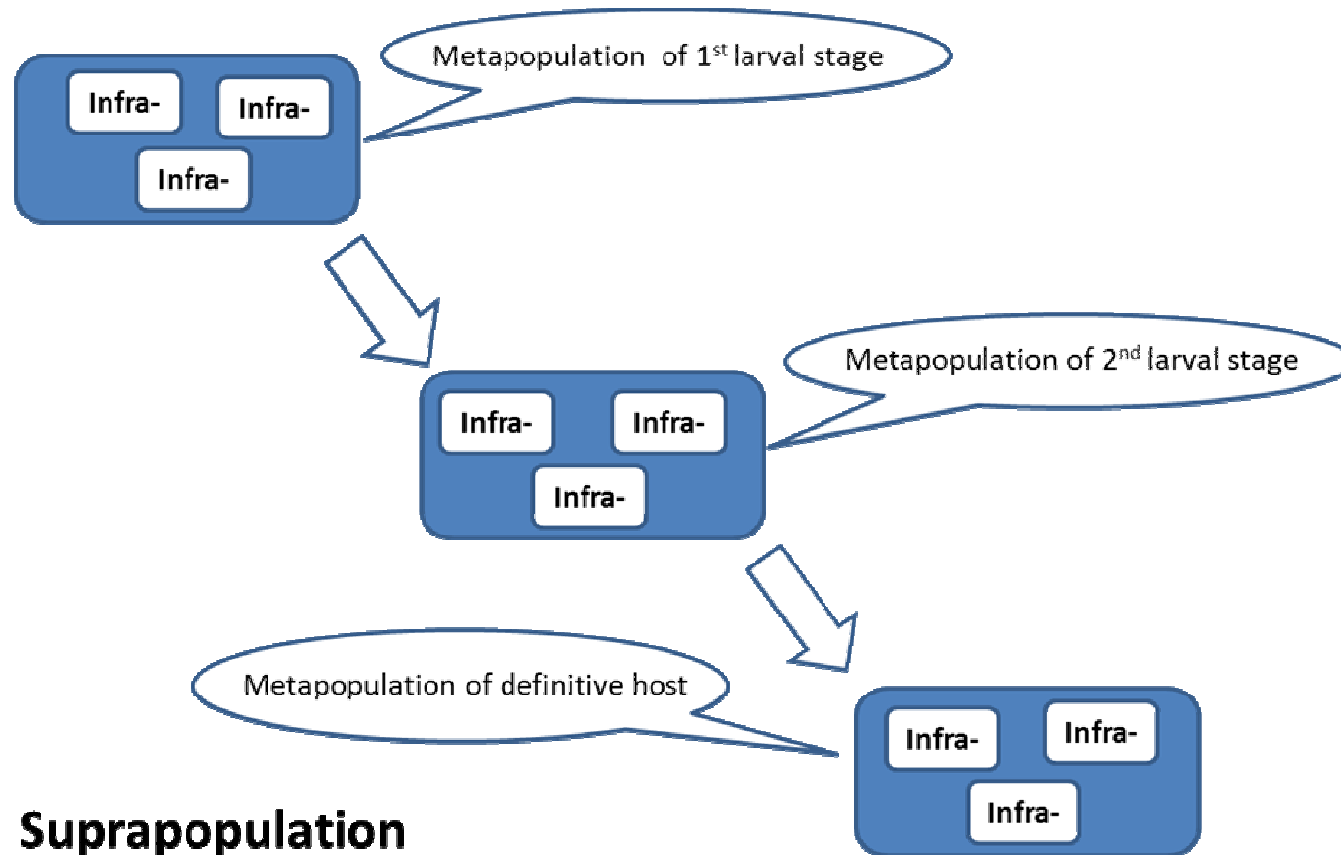 Metapopulation of 1st larval stage
Infra-
Infra-
Infra-
Metapopulation of 2nd larval stage
Infra-
Infra-
Infra-
Metapopulation of definitive host
Infra-
Infra-
Infra-
Suprapopulation